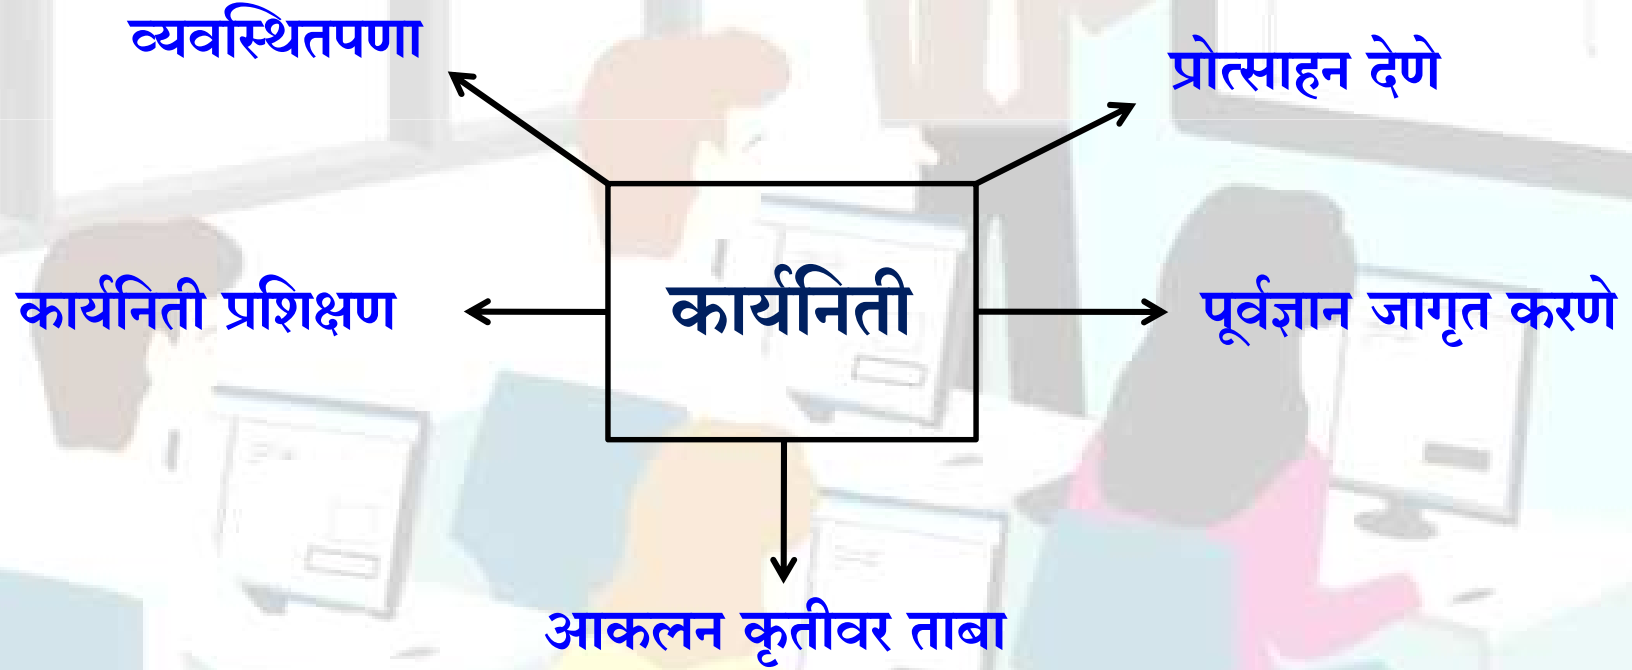 व्यवस्थितपणा
प्रोत्साहन देणे
कार्यनिती प्रशिक्षण
कार्यनिती
पूर्वज्ञान जागृत करणे
आकलन कृतीवर ताबा